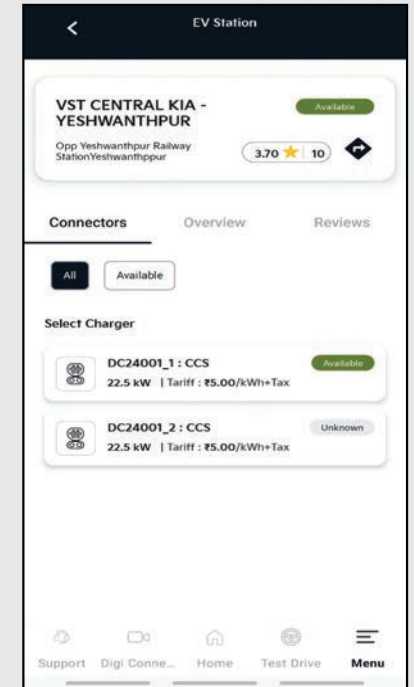 EV Station
VST CENTRAL KIA -
YESHWANTHPUR
Available
Opp Yeshwanthpur Railway
StationYeshwanthppur
3.70 10
Connectors Overview Reviews
All Available
Select Charger
DC24001_1 : CCS
Available
22.5 kW | Tariff : ₹5.00/kWh+Tax
DC24001_2 : CCS
Unknown
22.5 kW | Tariff : ₹5.00/kWh+Tax
Support Digi Conne... Home Test Drive Menu